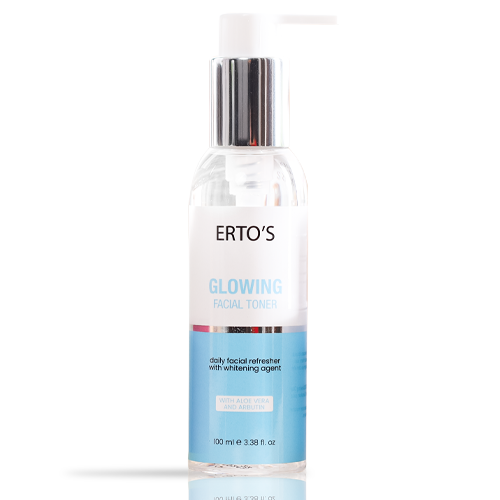 ERTO'S
GLOWING
FACIAL TONER
daily facial refresher
with whitening agent
WITH ALOE VERA
AND ARBUTIN
100 ml e 3.38 fl. oz